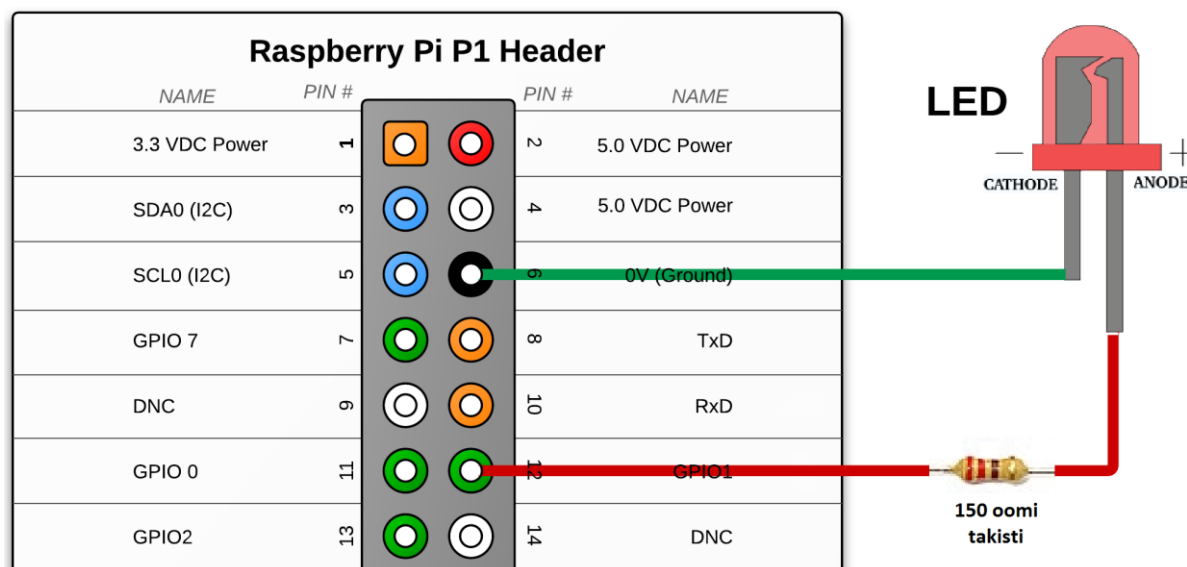 Raspberry Pi P1 Header
NAME PIN # PIN # NAME
3.3 VDC Power 1 2 5.0 VDC Power
SDA0 (I2C) 3 4 5.0 VDC Power
SCL0 (I2C) 5 6 0V (Ground)
GPIO 7 7 8 TxD
DNC 9 10 RxD
GPIO 0 11 12 GPIO1
GPIO2 13 14 DNC
LED
— +
CATHODE ANODE
150 oomi
takisti